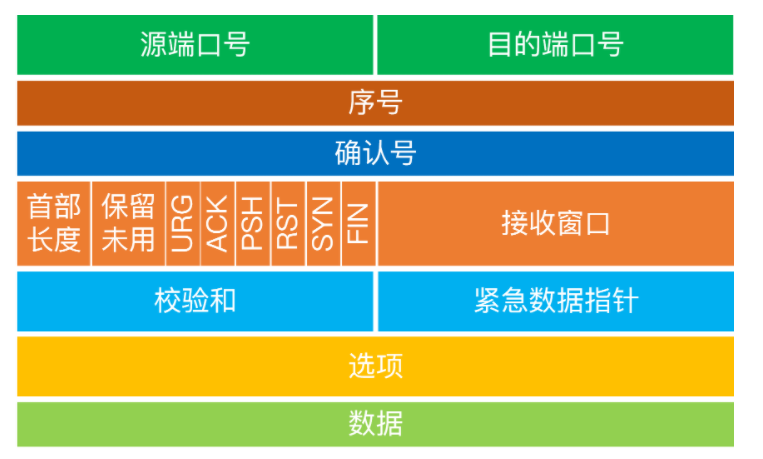 源端口号 目的端口号
序号
确认号
首部长度 保留未用 URG ACK PSH RST SYN FIN 接收窗口
校验和 紧急数据指针
选项
数据